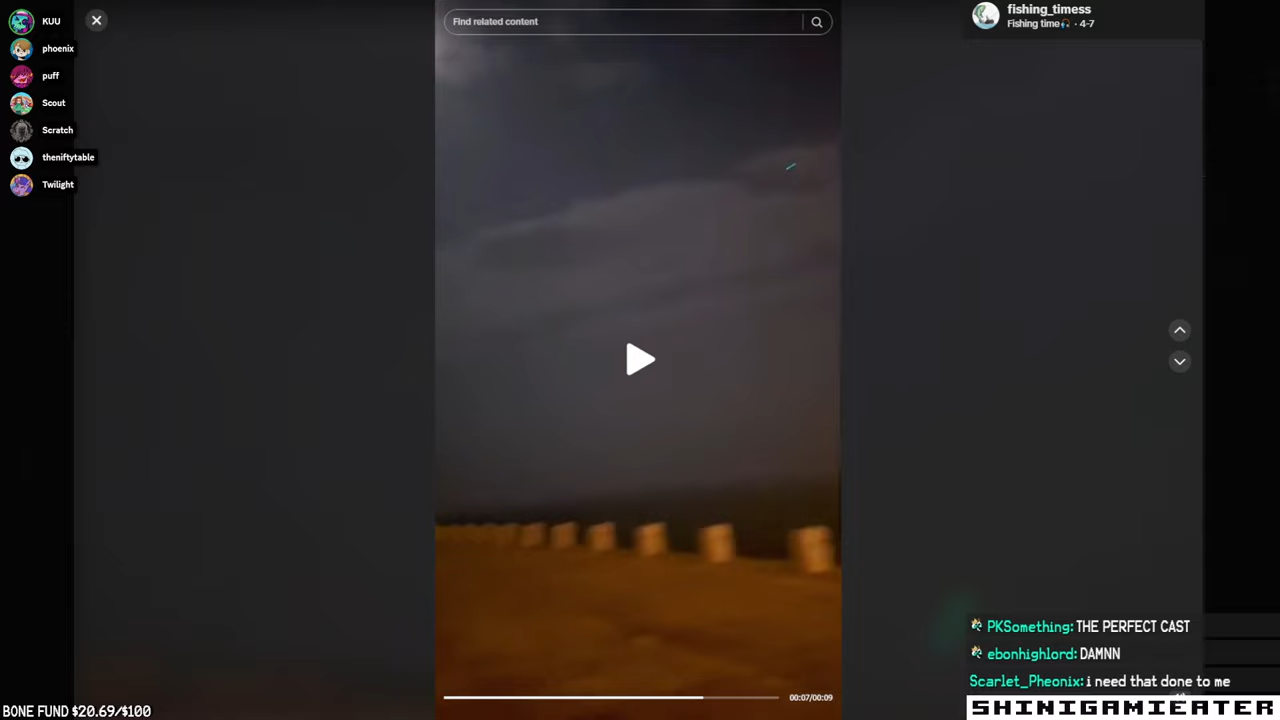 KUU
phoenix
puff
Scout
Scratch
theniftytable
Twilight
Find related content
fishing_timess
Fishing time🎣 · 4-7
00:07/00:09
PKSomething: THE PERFECT CAST
ebonhighlord: DAMNN
Scarlet_Pheonix: i need that done to me
SHINIGAMIEATER
BONE FUND $20.69/$100